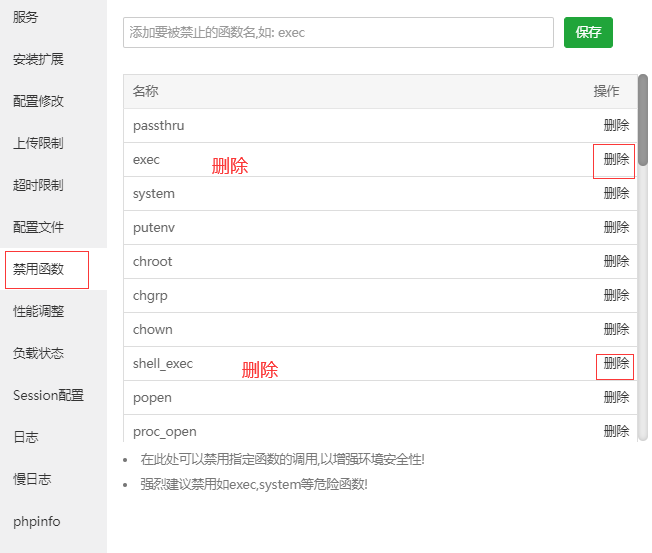 服务
安装扩展
配置修改
上传限制
超时限制
配置文件
禁用函数
性能调整
负载状态
Session配置
日志
慢日志
phpinfo
添加要被禁止的函数名,如: exec 保存
名称 操作
passthru 删除
exec 删除 删除
system 删除
putenv 删除
chroot 删除
chgrp 删除
chown 删除
shell_exec 删除 删除
popen 删除
proc_open 删除
在此处可以禁用指定函数的调用,以增强环境安全性!
强烈建议禁用如exec,system等危险函数!